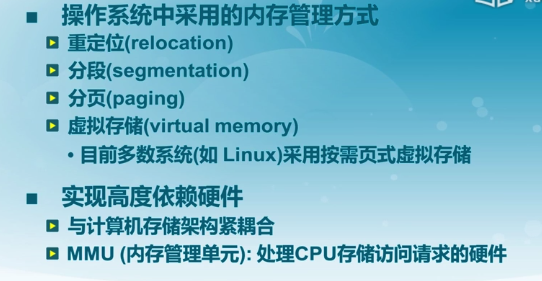 ■ 操作系统中采用的内存管理方式
重定位(relocation)
分段(segmentation)
分页(paging)
虚拟存储(virtual memory)
• 目前多数系统(如 Linux)采用按需页式虚拟存储
■ 实现高度依赖硬件
与计算机存储架构紧耦合
MMU (内存管理单元): 处理CPU存储访问请求的硬件